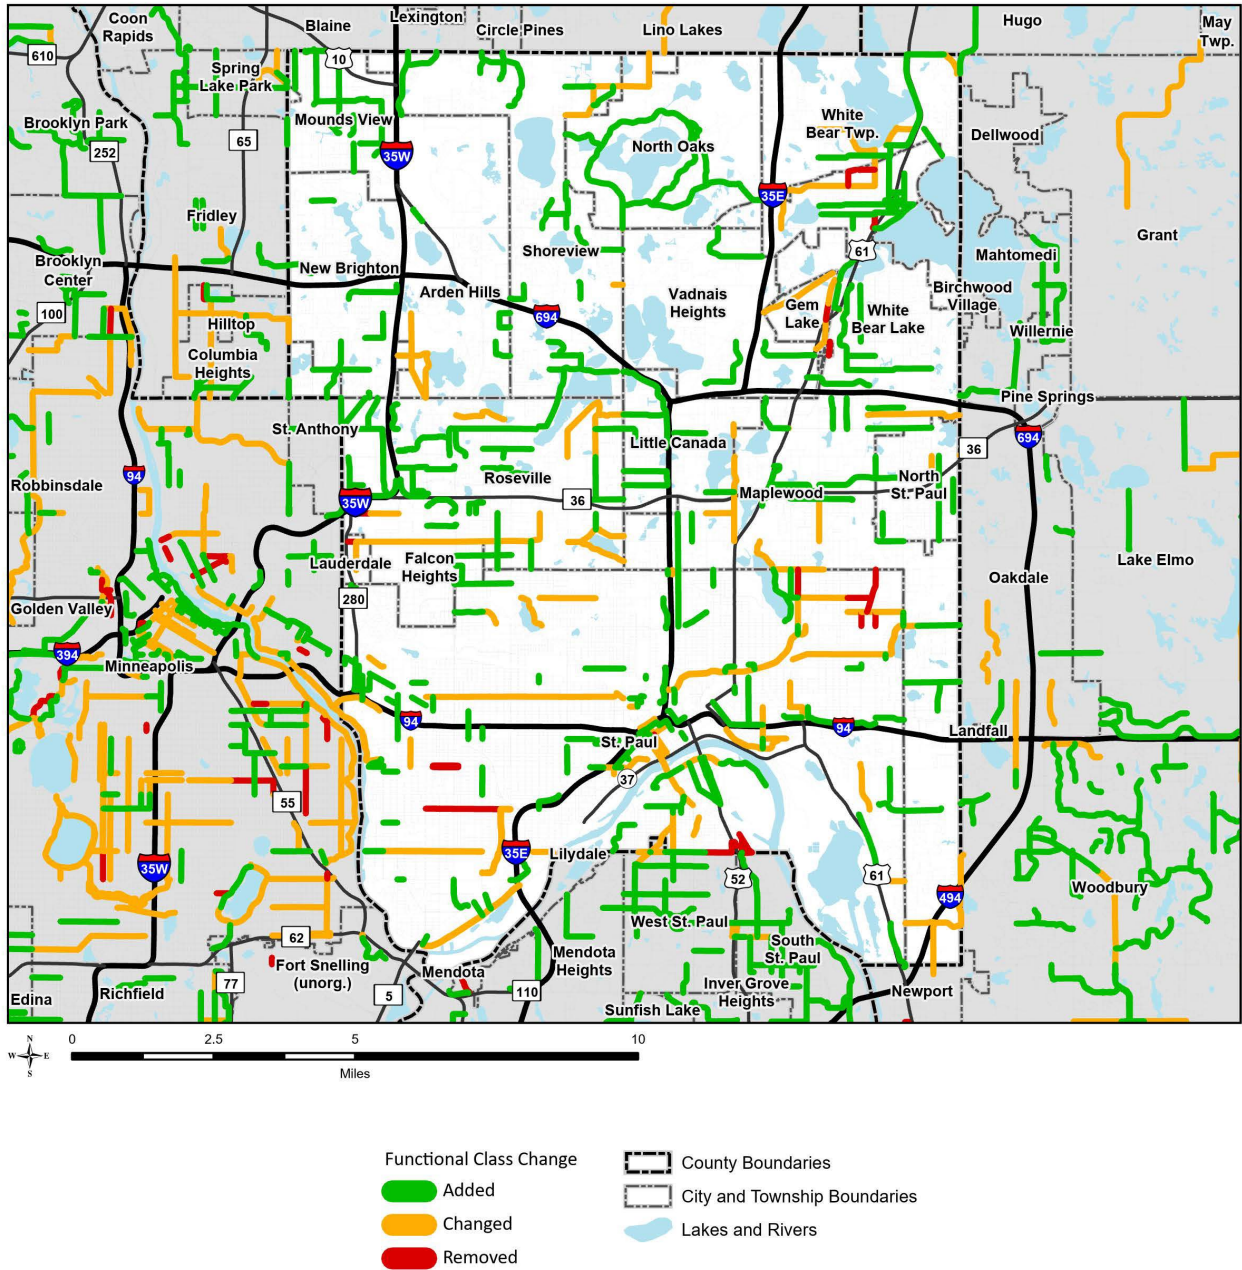 Coon
Rapids
Blaine
Lexington
Circle Pines
Lino Lakes
Hugo
May
Twp.
610
10
Spring
Lake Park
Brooklyn Park
Mounds View
White
Bear Twp.
Dellwood
65
252
35W
North Oaks
35E
Fridley
Shoreview
61
Grant
Brooklyn
Center
New Brighton
Mahtomedi
Arden Hills
Vadnais
Heights
Birchwood
Village
100
694
Gem
Lake
White
Bear Lake
Hilltop
Willernie
Columbia
Heights
Pine Springs
St. Anthony
Little Canada
694
36
94
Robbinsdale
Roseville
North
St. Paul
35W
36
Maplewood
Lauderdale
Falcon
Heights
Lake Elmo
Oakdale
Golden Valley
280
394
Minneapolis
94
94
Landfall
St. Paul
37
55
35W
35E
Lilydale
52
61
494
Woodbury
62
West St. Paul
South
St. Paul
Fort Snelling
(unorg.)
Mendota
Mendota
Heights
77
5
110
Inver Grove
Heights
Newport
Edina
Richfield
Sunfish Lake
N
W
E
S
0
2.5
5
10
Miles
Functional Class Change
Added
Changed
Removed
County Boundaries
City and Township Boundaries
Lakes and Rivers